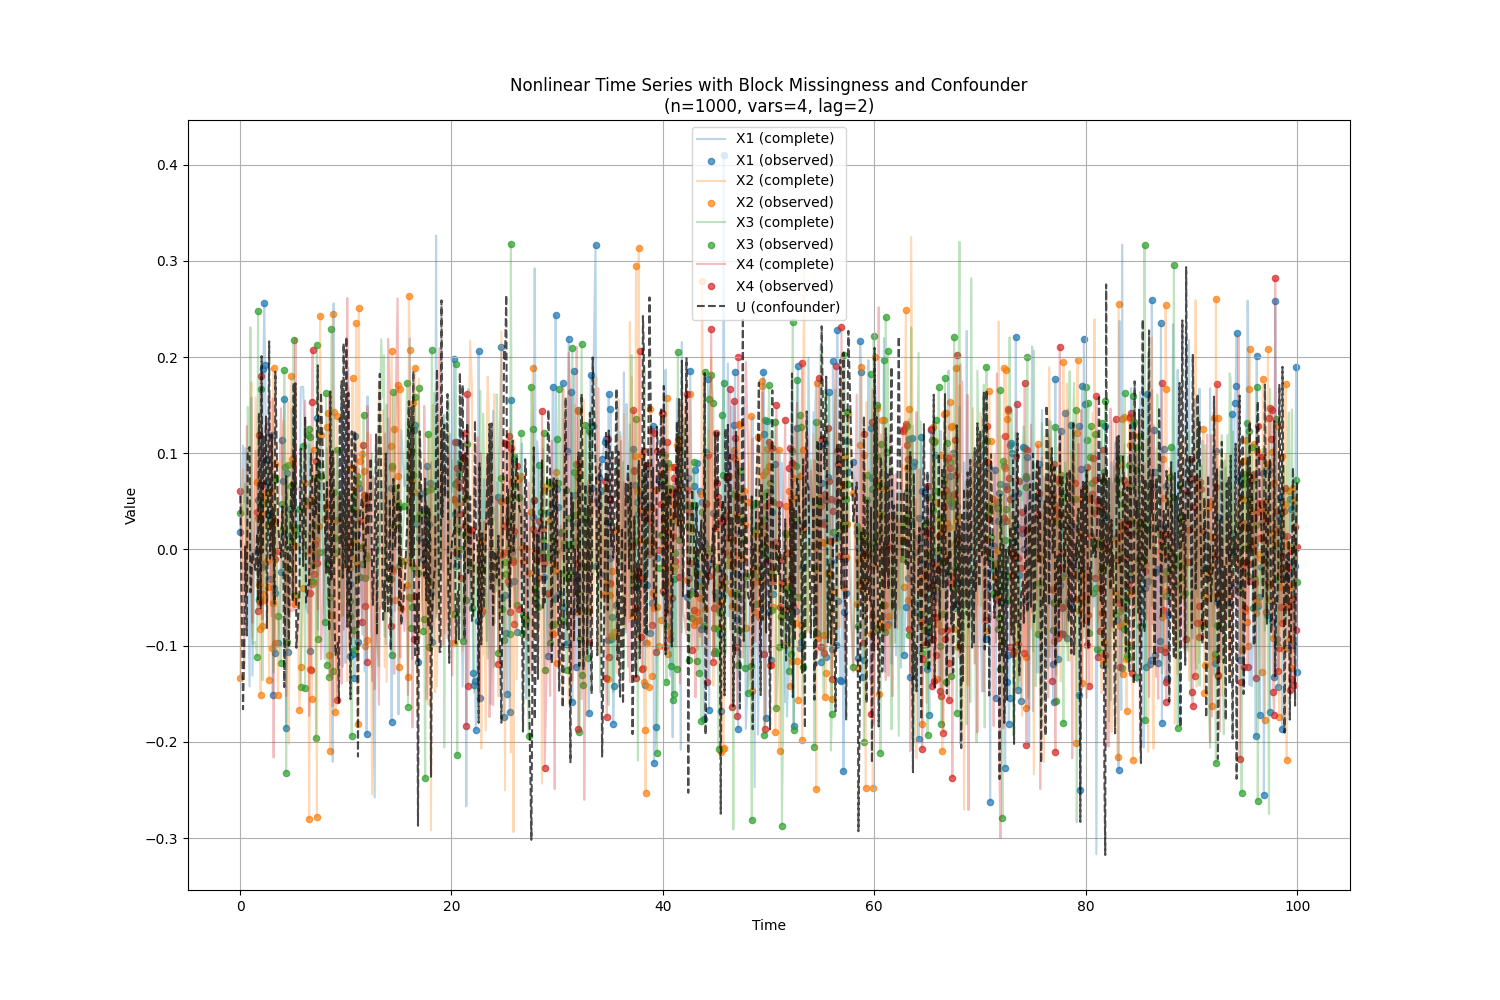 Nonlinear Time Series with Block Missingness and Confounder
(n=1000, vars=4, lag=2)
X1 (complete)
X1 (observed)
X2 (complete)
X2 (observed)
X3 (complete)
X3 (observed)
X4 (complete)
X4 (observed)
U (confounder)
Value
0.4
0.3
0.2
0.1
0.0
−0.1
−0.2
−0.3
0 20 40 60 80 100
Time